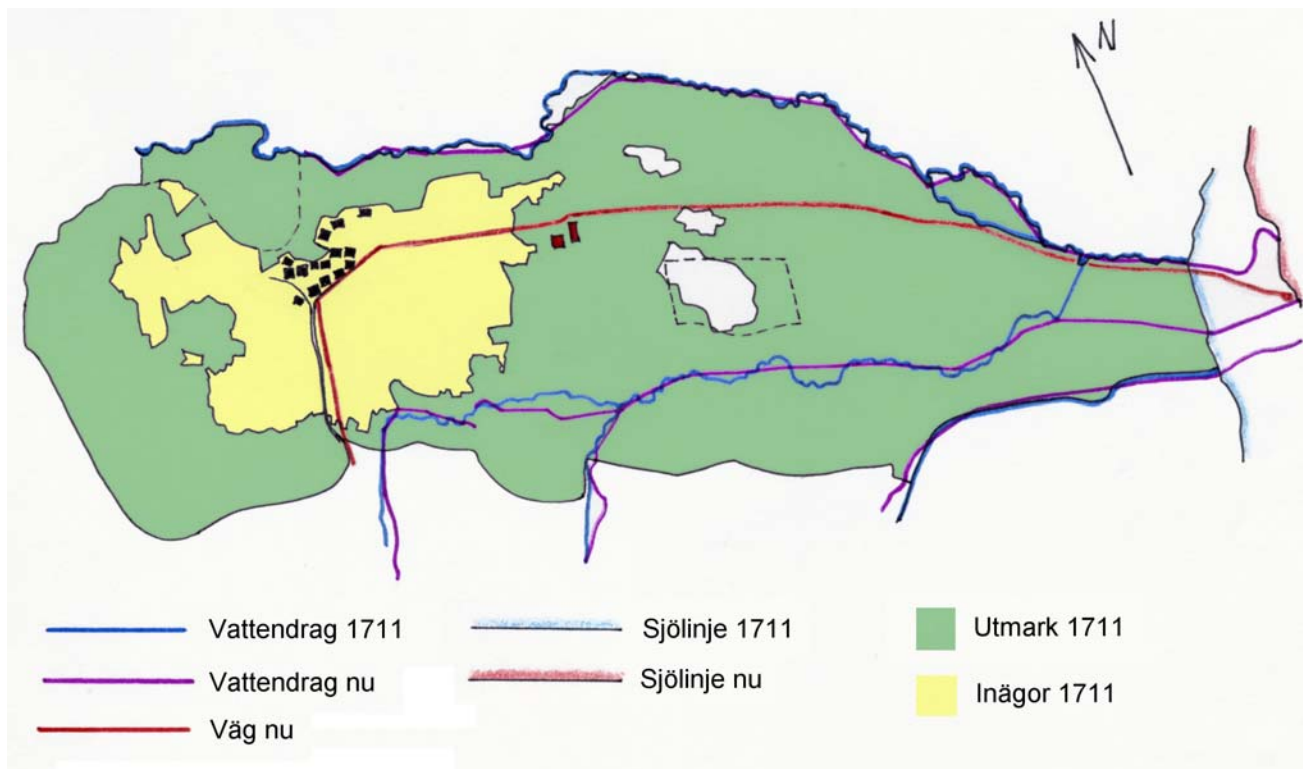 N
Vattendrag 1711
Vattendrag nu
Väg nu
Sjölinje 1711
Sjölinje nu
Utmark 1711
Inägor 1711